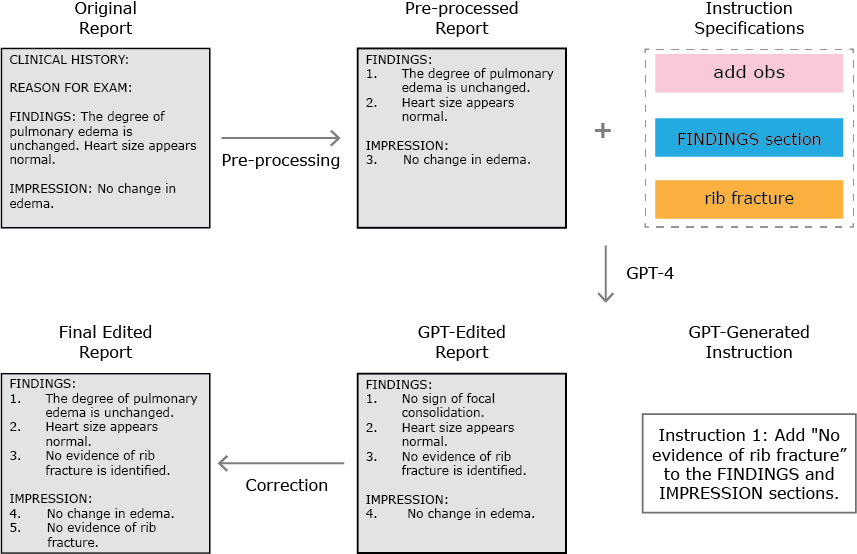 Original
Report
Pre-processed
Report
Instruction
Specifications
CLINICAL HISTORY:
REASON FOR EXAM:
FINDINGS: The degree of
pulmonary edema is
unchanged. Heart size appears
normal.
IMPRESSION: No change in
edema.
Pre-processing
FINDINGS:
1. The degree of pulmonary
edema is unchanged.
2. Heart size appears
normal.
IMPRESSION:
3. No change in edema.
+
add obs
FINDINGS section
rib fracture
GPT-4
Final Edited
Report
GPT-Edited
Report
GPT-Generated
Instruction
FINDINGS:
1. The degree of pulmonary
edema is unchanged.
2. Heart size appears
normal.
3. No evidence of rib
fracture is identified.
IMPRESSION:
4. No change in edema.
5. No evidence of rib
fracture.
Correction
FINDINGS:
1. No sign of focal
consolidation.
2. Heart size appears
normal.
3. No evidence of rib
fracture is identified.
IMPRESSION:
4. No change in edema.
Instruction 1: Add "No
evidence of rib fracture”
to the FINDINGS and
IMPRESSION sections.